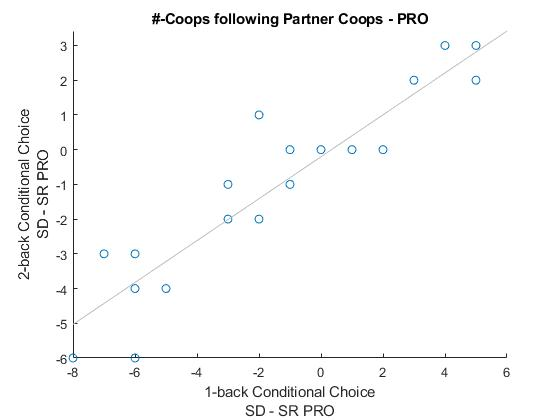 #-Coops following Partner Coops - PRO
3
2
1
0
-1
-2
-3
-4
-5
-6
2-back Conditional Choice
SD - SR PRO
-8 -6 -4 -2 0 2 4 6
1-back Conditional Choice
SD - SR PRO